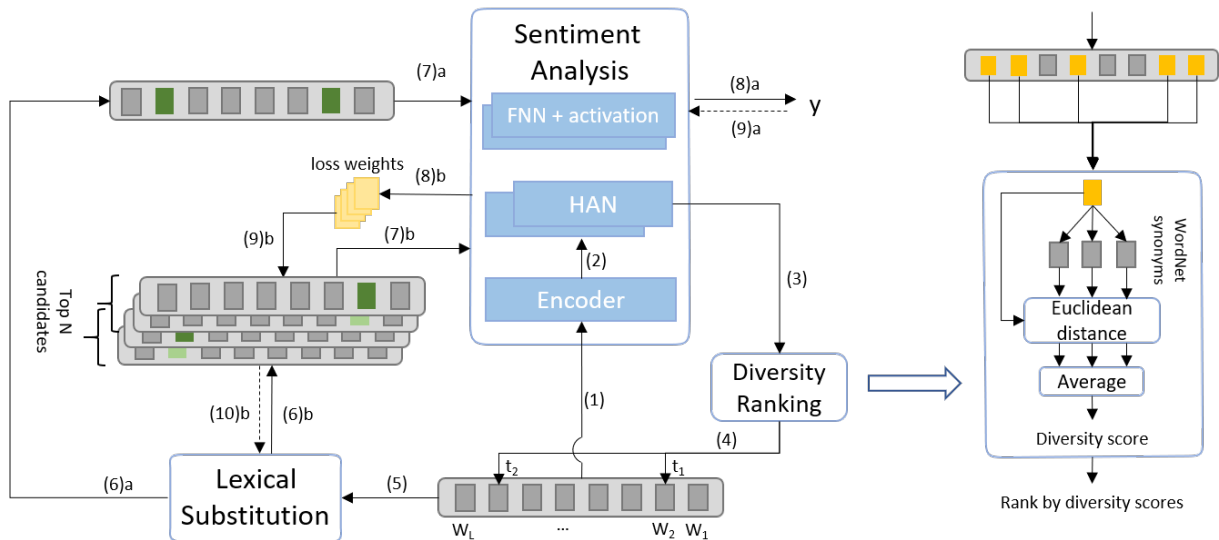 Sentiment
Analysis
FNN + activation
HAN
Encoder
(7)a
(8)a
(9)a
y
loss weights
(8)b
(9)b
(7)b
(2)
(3)
Top N
candidates
(10)b
(6)b
(1)
Diversity
Ranking
(4)
t2
t1
(6)a
Lexical
Substitution
(5)
WL
...
W2
W1
WordNet
synonyms
Euclidean
distance
Average
Diversity score
Rank by diversity scores